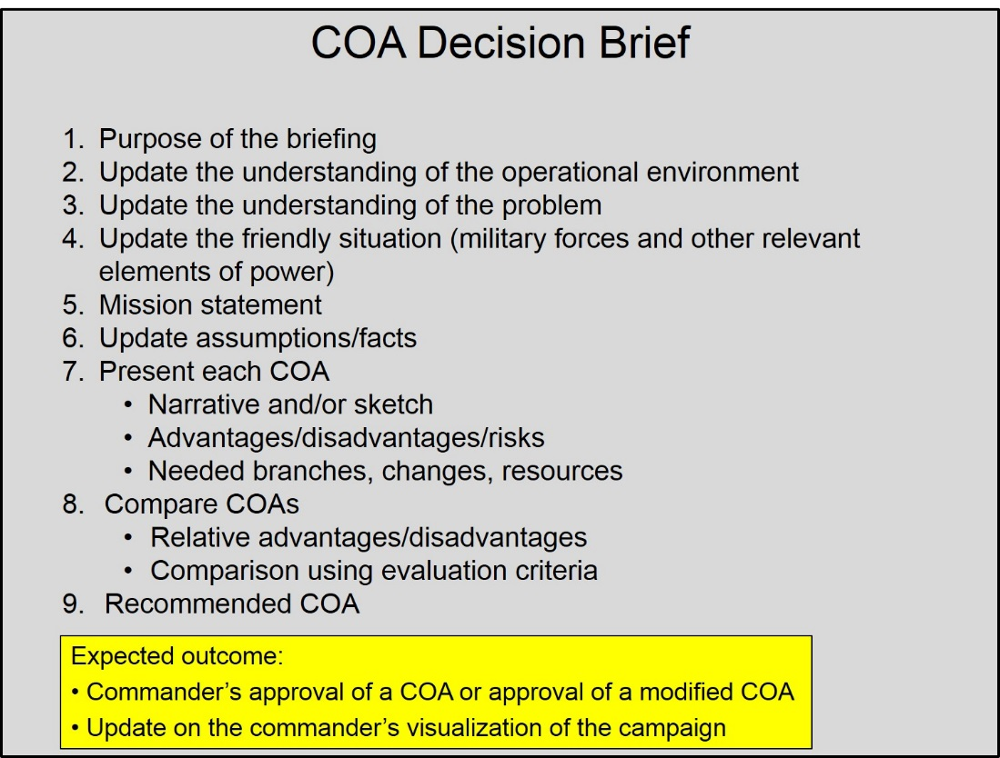 COA Decision Brief
1. Purpose of the briefing
2. Update the understanding of the operational environment
3. Update the understanding of the problem
4. Update the friendly situation (military forces and other relevant
elements of power)
5. Mission statement
6. Update assumptions/facts
7. Present each COA
• Narrative and/or sketch
• Advantages/disadvantages/risks
• Needed branches, changes, resources
8. Compare COAs
• Relative advantages/disadvantages
• Comparison using evaluation criteria
9. Recommended COA
Expected outcome:
• Commander’s approval of a COA or approval of a modified COA
• Update on the commander’s visualization of the campaign